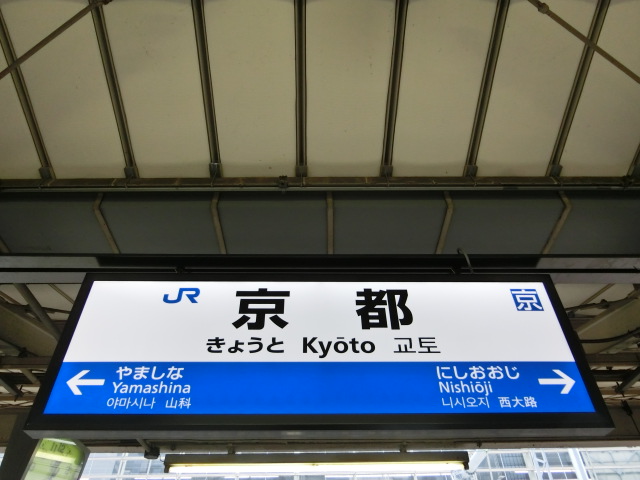 JR 京都 京
きょうと Kyōto 교토
やましな
Yamashina
야마시나 山科
にしおおじ
Nishiōji
니시오지 西大路